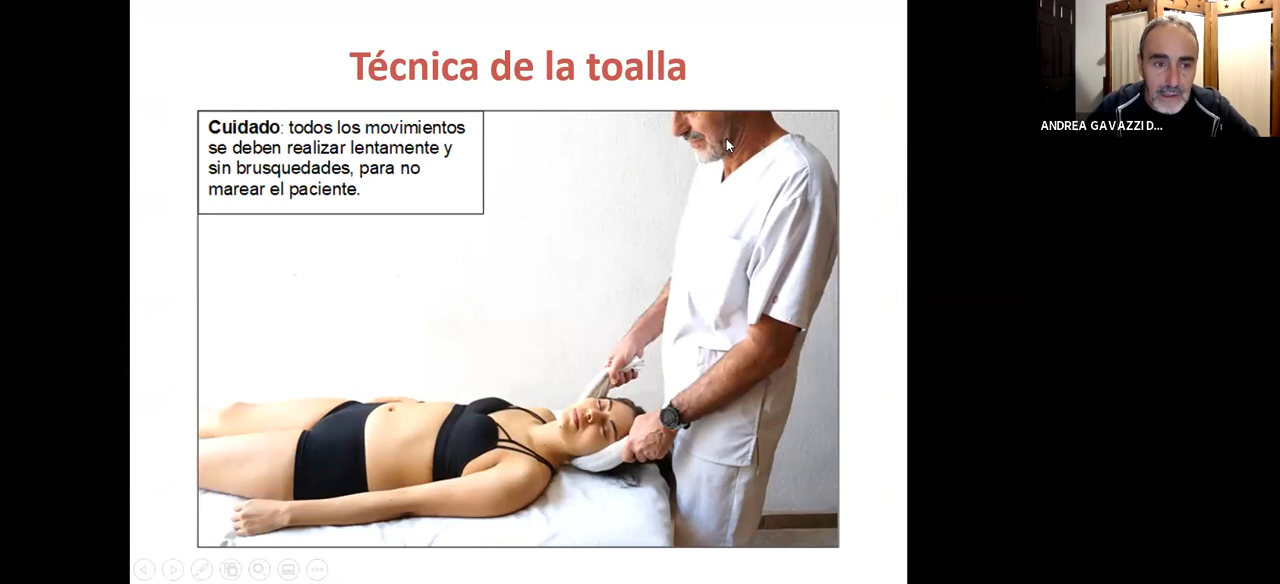 Técnica de la toalla
Cuidado: todos los movimientos
se deben realizar lentamente y
sin brusquedades, para no
marear el paciente.
ANDREA GAVAZZI D...